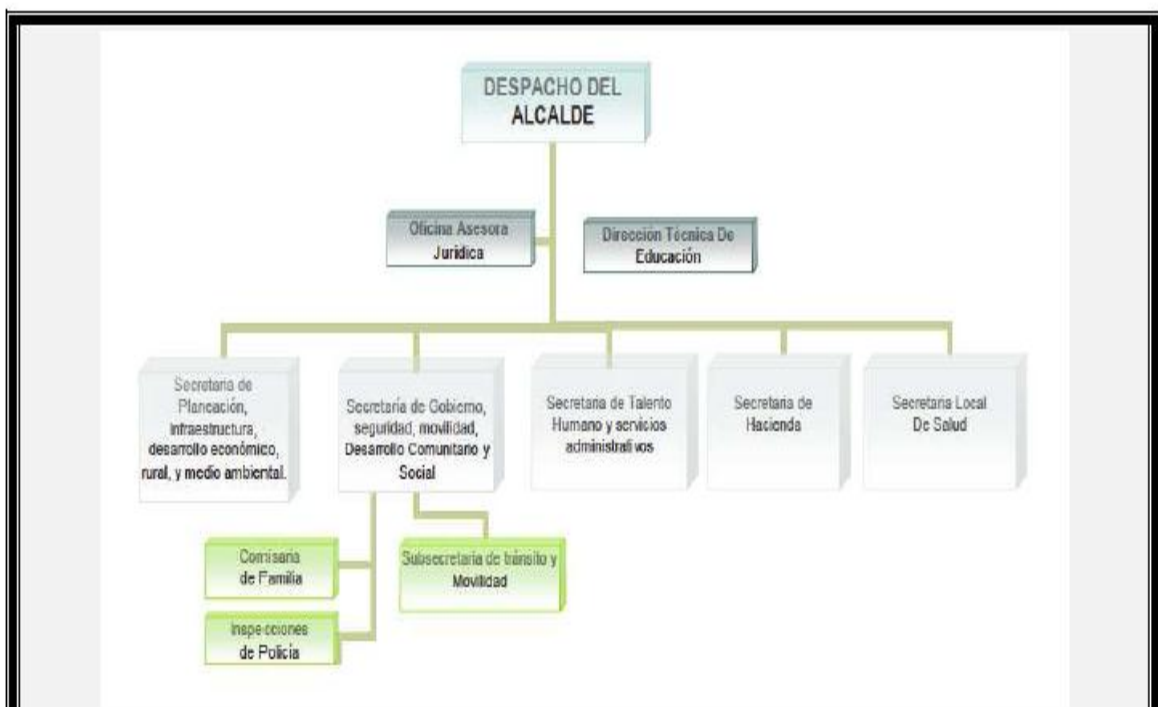 DESPACHO DEL
ALCALDE
Oficina Asesora
Jurídica
Dirección Técnica De
Educación
Secretaria de
Planeación,
infraestructura,
desarrollo económico,
rural, y medio ambiental.
Secretaría de Gobierno,
seguridad, movilidad,
Desarrollo Comunitario y
Social
Secretaria de Talento
Humano y servicios
administrativos
Secretaria de
Hacienda
Secretaria Local
De Salud
Comisaria
de Familia
Subsecretaria de tránsito y
Movilidad
Inspecciones
de Policía